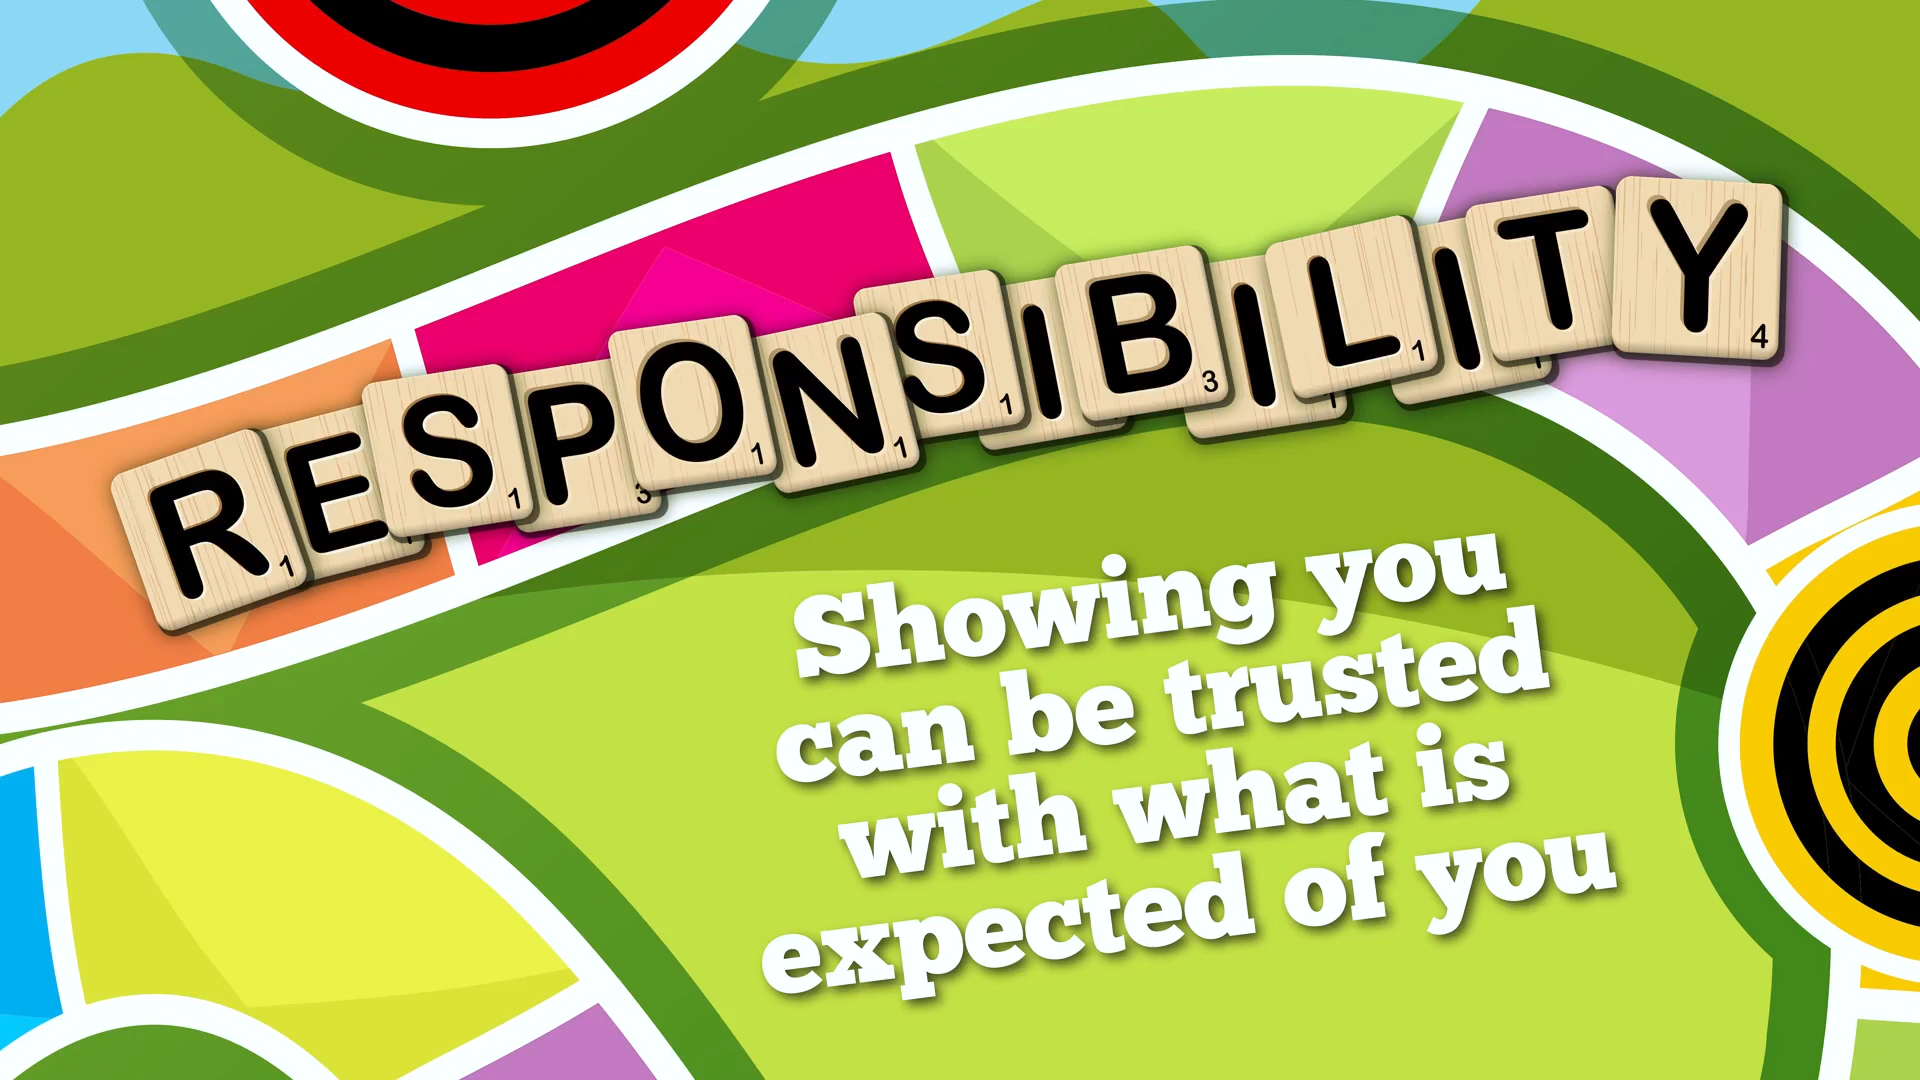 RESPONSIBILITY
Showing you
can be trusted
with what is
expected of you